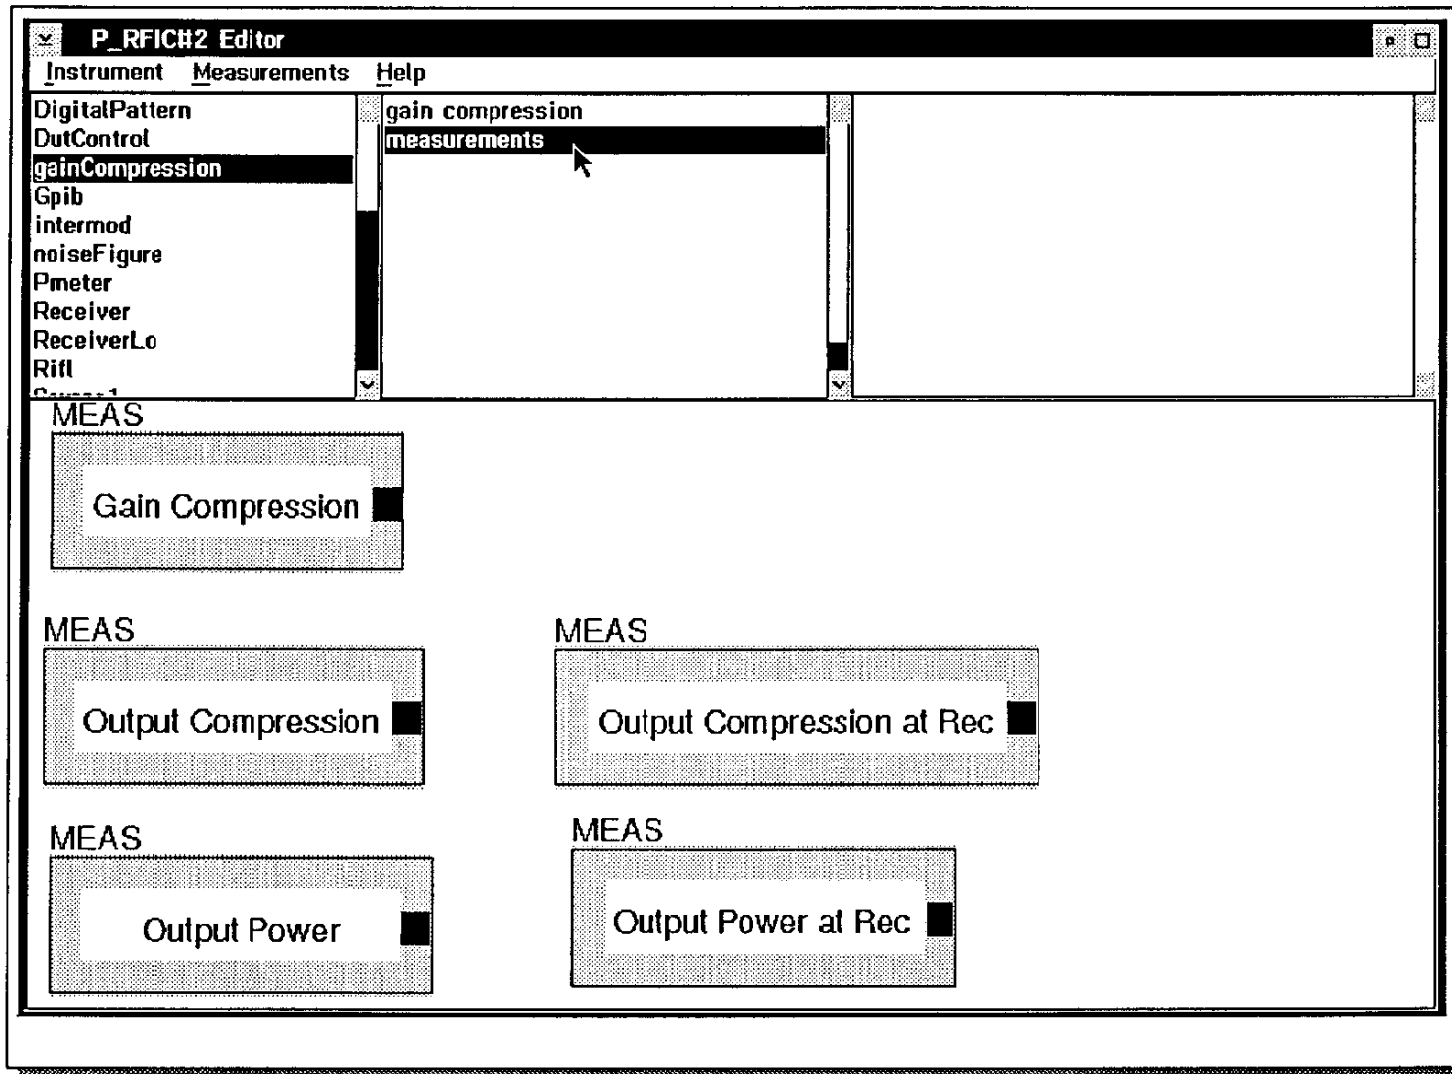 P_RFIC#2 Editor
Instrument Measurements Help
DigitalPattern
DutControl
gainCompression
Gpib
intermod
noiseFigure
Pmeter
Receiver
ReceiverLo
Rifl
gain compression
measurements
MEAS
Gain Compression
MEAS
Output Compression
MEAS
Output Compression at Rec
MEAS
Output Power
MEAS
Output Power at Rec